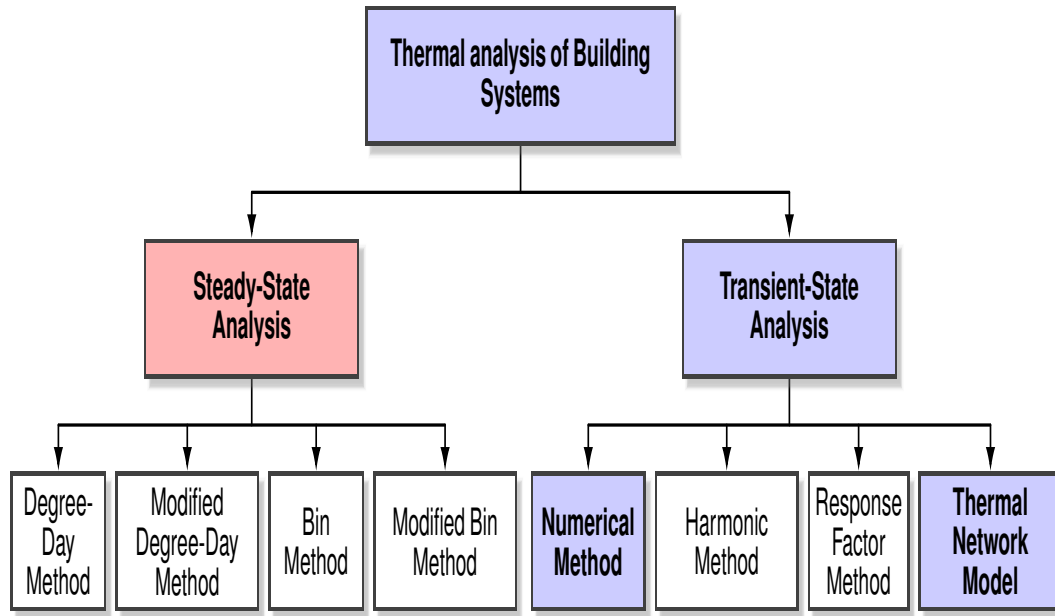 Thermal analysis of Building
Systems
Steady-State
Analysis
Transient-State
Analysis
Degree-
Day
Method
Modified
Degree-Day
Method
Bin
Method
Modified Bin
Method
Numerical
Method
Harmonic
Method
Response
Factor
Method
Thermal
Network
Model